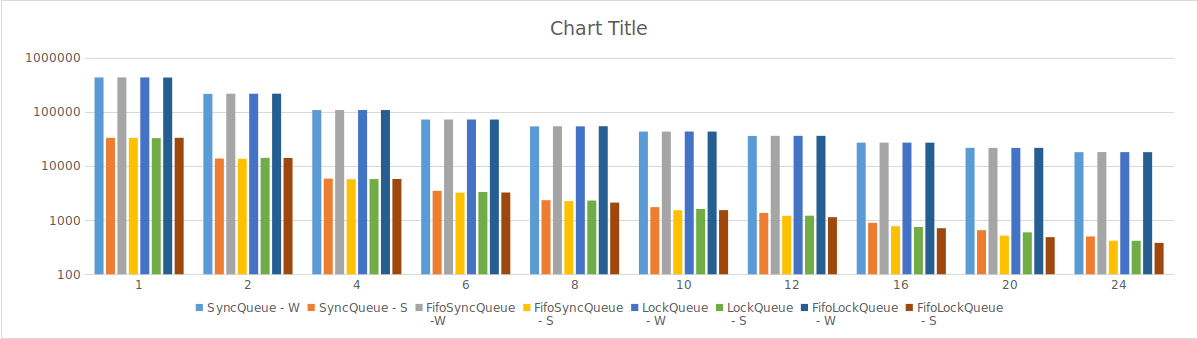 Chart Title
1000000
100000
10000
1000
100
1 2 4 6 8 10 12 16 20 24
SyncQueue - W SyncQueue - S FifoSyncQueue -W FifoSyncQueue - S LockQueue - W LockQueue - S FifoLockQueue - W FifoLockQueue - S